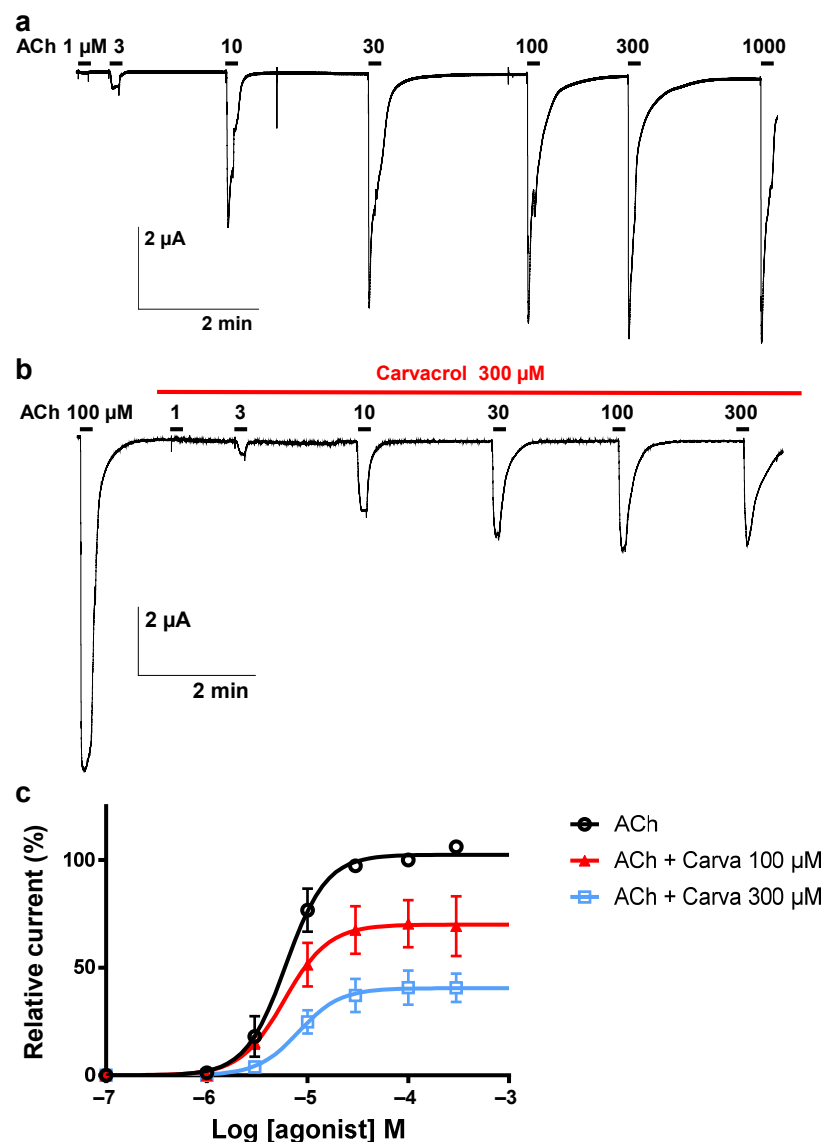 a
ACh 1 µM 3 10 30 100 300 1000
2 µA
2 min
b
Carvacrol 300 µM
ACh 100 µM 1 3 10 30 100 300
2 µA
2 min
c
Relative current (%)
100
50
0
–7 –6 –5 –4 –3
Log [agonist] M
ACh
ACh + Carva 100 µM
ACh + Carva 300 µM